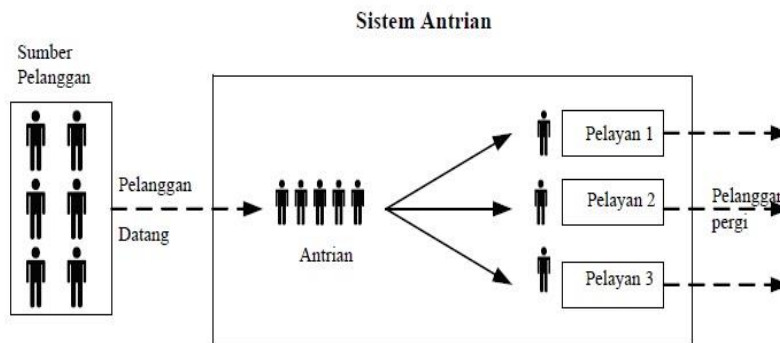 Sistem Antrian
Sumber
Pelanggan
Pelanggan
Datang
Antrian
Pelayan 1
Pelayan 2
Pelayan 3
Pelanggan
pergi